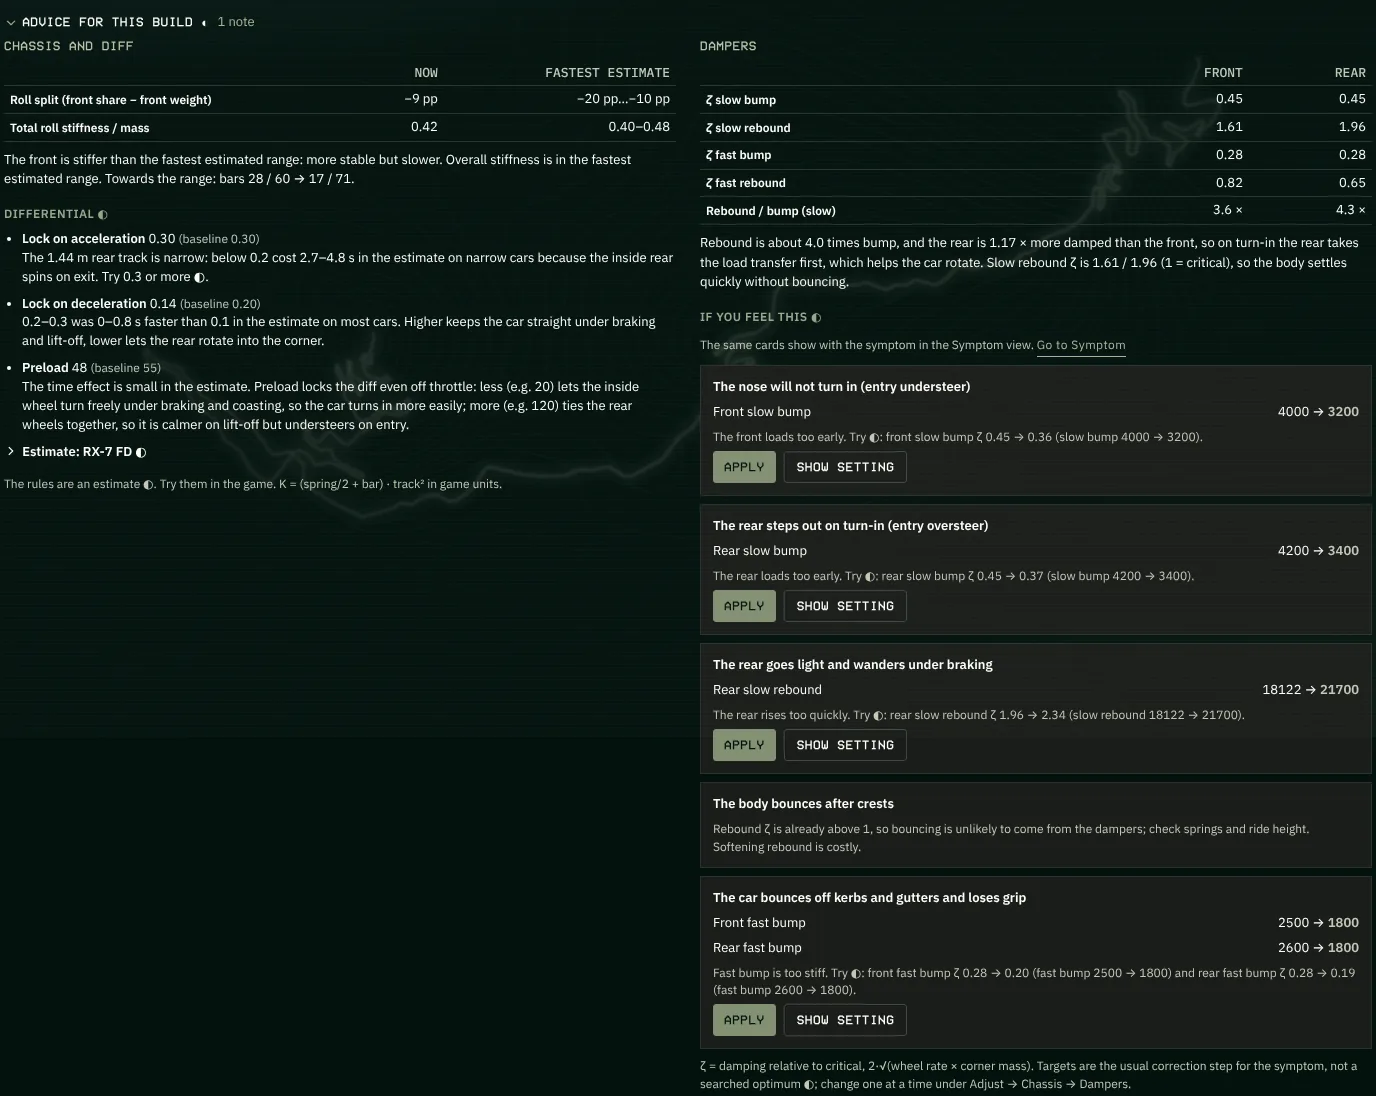 ADVICE FOR THIS BUILD 1 note
CHASSIS AND DIFF
NOW FASTEST ESTIMATE
Roll split (front share − front weight) −9 pp −20 pp…−10 pp
Total roll stiffness / mass 0.42 0.40–0.48
The front is stiffer than the fastest estimated range: more stable but slower. Overall stiffness is in the fastest
estimated range. Towards the range: bars 28 / 60 → 17 / 71.
DIFFERENTIAL ◐
• Lock on acceleration 0.30 (baseline 0.30)
The 1.44 m rear track is narrow: below 0.2 cost 2.7–4.8 s in the estimate on narrow cars because the inside rear
spins on exit. Try 0.3 or more ◐.
• Lock on deceleration 0.14 (baseline 0.20)
0.2–0.3 was 0–0.8 s faster than 0.1 in the estimate on most cars. Higher keeps the car straight under braking
and lift-off, lower lets the rear rotate into the corner.
• Preload 48 (baseline 55)
The time effect is small in the estimate. Preload locks the diff even off throttle: less (e.g. 20) lets the inside
wheel turn freely under braking and coasting, so the car turns in more easily; more (e.g. 120) ties the rear
wheels together, so it is calmer on lift-off but understeers on entry.
Estimate: RX-7 FD ◐
The rules are an estimate ◐. Try them in the game. K = (spring/2 + bar) · track² in game units.
DAMPERS
FRONT REAR
ζ slow bump 0.45 0.45
ζ slow rebound 1.61 1.96
ζ fast bump 0.28 0.28
ζ fast rebound 0.82 0.65
Rebound / bump (slow) 3.6 × 4.3 ×
Rebound is about 4.0 times bump, and the rear is 1.17 × more damped than the front, so on turn-in the rear takes
the load transfer first, which helps the car rotate. Slow rebound ζ is 1.61 / 1.96 (1 = critical), so the body settles
quickly without bouncing.
IF YOU FEEL THIS ◐
The same cards show with the symptom in the Symptom view. Go to Symptom
The nose will not turn in (entry understeer)
Front slow bump 4000 → 3200
The front loads too early. Try ◐: front slow bump ζ 0.45 → 0.36 (slow bump 4000 → 3200).
APPLY SHOW SETTING
The rear steps out on turn-in (entry oversteer)
Rear slow bump 4200 → 3400
The rear loads too early. Try ◐: rear slow bump ζ 0.45 → 0.37 (slow bump 4200 → 3400).
APPLY SHOW SETTING
The rear goes light and wanders under braking
Rear slow rebound 18122 → 21700
The rear rises too quickly. Try ◐: rear slow rebound ζ 1.96 → 2.34 (slow rebound 18122 → 21700).
APPLY SHOW SETTING
The body bounces after crests
Rebound ζ is already above 1, so bouncing is unlikely to come from the dampers; check springs and ride height.
Softening rebound is costly.
The car bounces off kerbs and gutters and loses grip
Front fast bump 2500 → 1800
Rear fast bump 2600 → 1800
Fast bump is too stiff. Try ◐: front fast bump ζ 0.28 → 0.20 (fast bump 2500 → 1800) and rear fast bump ζ 0.28 → 0.19
(fast bump 2600 → 1800).
APPLY SHOW SETTING
ζ = damping relative to critical, 2·√(wheel rate × corner mass). Targets are the usual correction step for the symptom, not a
searched optimum ◐; change one at a time under Adjust → Chassis → Dampers.